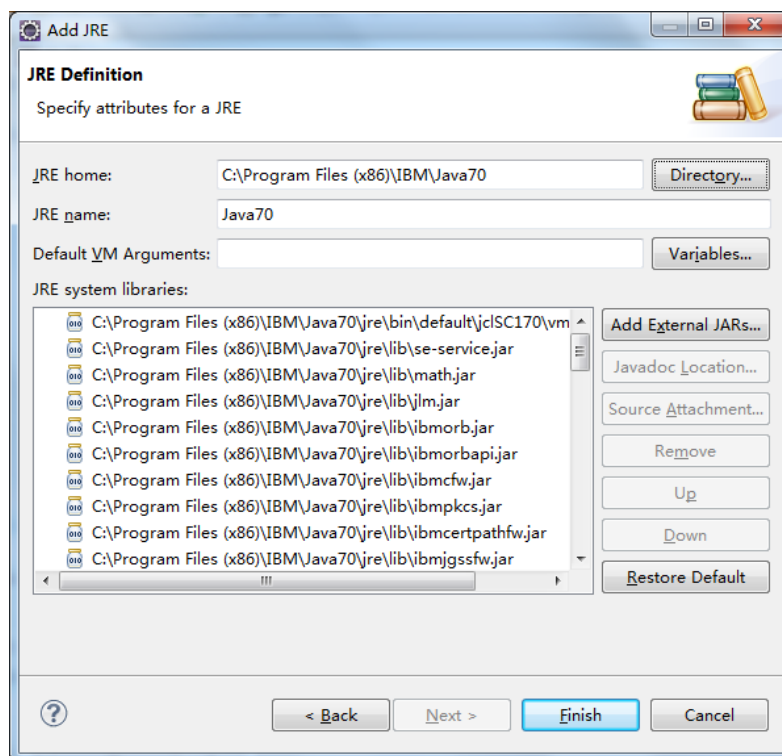 Add JRE
JRE Definition
Specify attributes for a JRE
JRE home:
C:\Program Files (x86)\IBM\Java70
Directory...
JRE name:
Java70
Default VM Arguments:
Variables...
JRE system libraries:
C:\Program Files (x86)\IBM\Java70\jre\bin\default\jclSC170\vm
C:\Program Files (x86)\IBM\Java70\jre\lib\se-service.jar
C:\Program Files (x86)\IBM\Java70\jre\lib\math.jar
C:\Program Files (x86)\IBM\Java70\jre\lib\jlm.jar
C:\Program Files (x86)\IBM\Java70\jre\lib\ibmorb.jar
C:\Program Files (x86)\IBM\Java70\jre\lib\ibmorbapi.jar
C:\Program Files (x86)\IBM\Java70\jre\lib\ibmcfw.jar
C:\Program Files (x86)\IBM\Java70\jre\lib\ibmpkcs.jar
C:\Program Files (x86)\IBM\Java70\jre\lib\ibmcertpathfw.jar
C:\Program Files (x86)\IBM\Java70\jre\lib\ibmjgssfw.jar
Add External JARs...
Javadoc Location...
Source Attachment...
Remove
Up
Down
Restore Default
?
< Back
Next >
Finish
Cancel